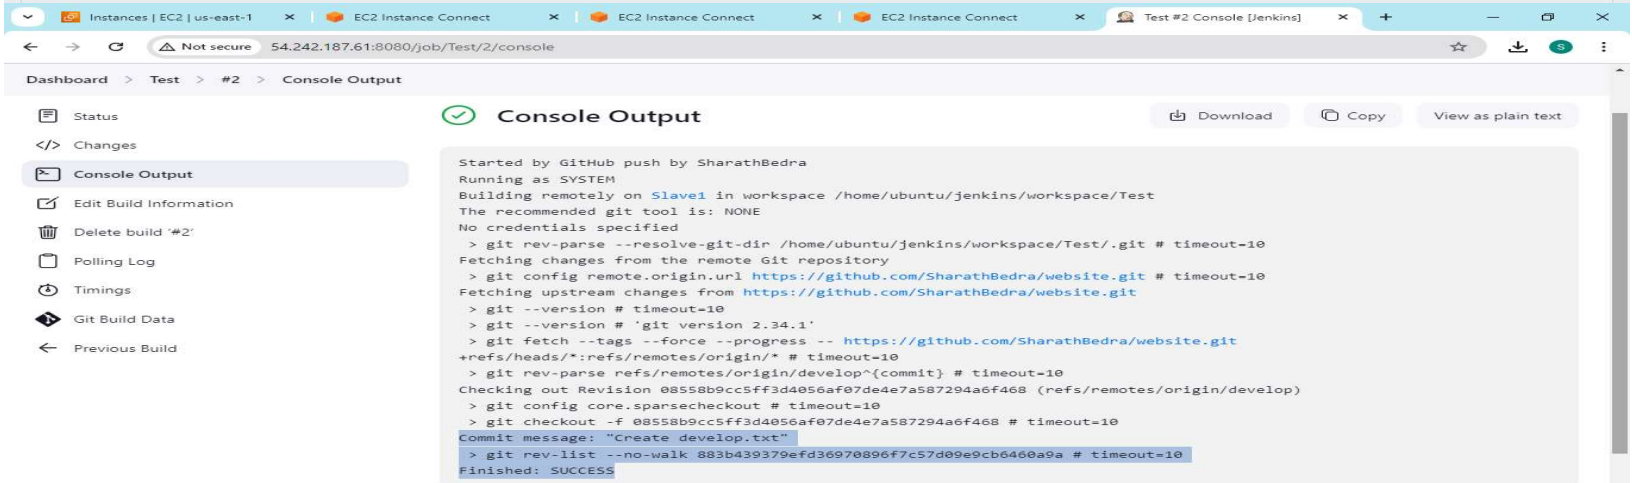 Instances | EC2 | us-east-1
EC2 Instance Connect
EC2 Instance Connect
EC2 Instance Connect
Test #2 Console [Jenkins]
Not secure 54.242.187.61:8080/job/Test/2/console
S
Dashboard > Test > #2 > Console Output
Status
Changes
Console Output
Edit Build Information
Delete build '#2'
Polling Log
Timings
Git Build Data
Previous Build
Console Output
Download
Copy
View as plain text
Started by GitHub push by SharathBedra
Running as SYSTEM
Building remotely on Slave1 in workspace /home/ubuntu/jenkins/workspace/Test
The recommended git tool is: NONE
No credentials specified
> git rev-parse --resolve-git-dir /home/ubuntu/jenkins/workspace/Test/.git # timeout=10
Fetching changes from the remote Git repository
> git config remote.origin.url https://github.com/SharathBedra/website.git # timeout=10
Fetching upstream changes from https://github.com/SharathBedra/website.git
> git --version # timeout=10
> git --version # 'git version 2.34.1'
> git fetch --tags --force --progress -- https://github.com/SharathBedra/website.git
+refs/heads/*:refs/remotes/origin/* # timeout=10
> git rev-parse refs/remotes/origin/develop^{commit} # timeout=10
Checking out Revision 08558b9cc5ff3d4056af07de4e7a587294a6f468 (refs/remotes/origin/develop)
> git config core.sparsecheckout # timeout=10
> git checkout -f 08558b9cc5ff3d4056af07de4e7a587294a6f468 # timeout=10
Commit message: "Create develop.txt"
> git rev-list --no-walk 883b439379efd36970896f7c57d09e9cb6460a9a # timeout=10
Finished: SUCCESS